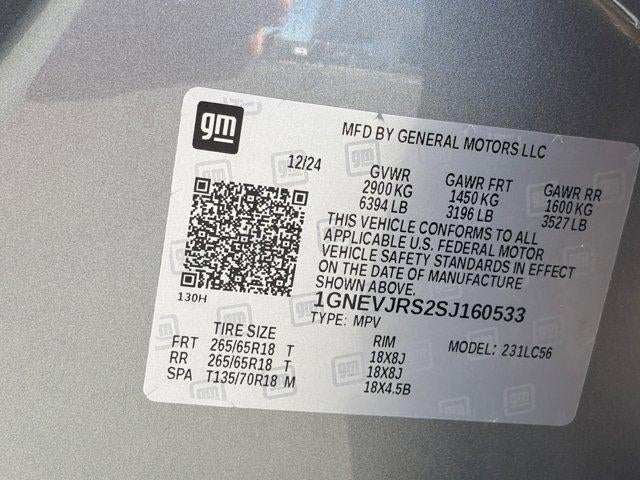 gm
MFD BY GENERAL MOTORS LLC
12/24
GVWR GAWR FRT GAWR RR
2900 KG 1450 KG 1600 KG
6394 LB 3196 LB 3527 LB
THIS VEHICLE CONFORMS TO ALL
APPLICABLE U.S. FEDERAL MOTOR
VEHICLE SAFETY STANDARDS IN EFFECT
ON THE DATE OF MANUFACTURE
SHOWN ABOVE.
130H
1GNEVJRS2SJ160533
TYPE: MPV
TIRE SIZE RIM MODEL: 231LC56
FRT 265/65R18 T 18X8J
RR 265/65R18 T 18X8J
SPA T135/70R18 M 18X4.5B